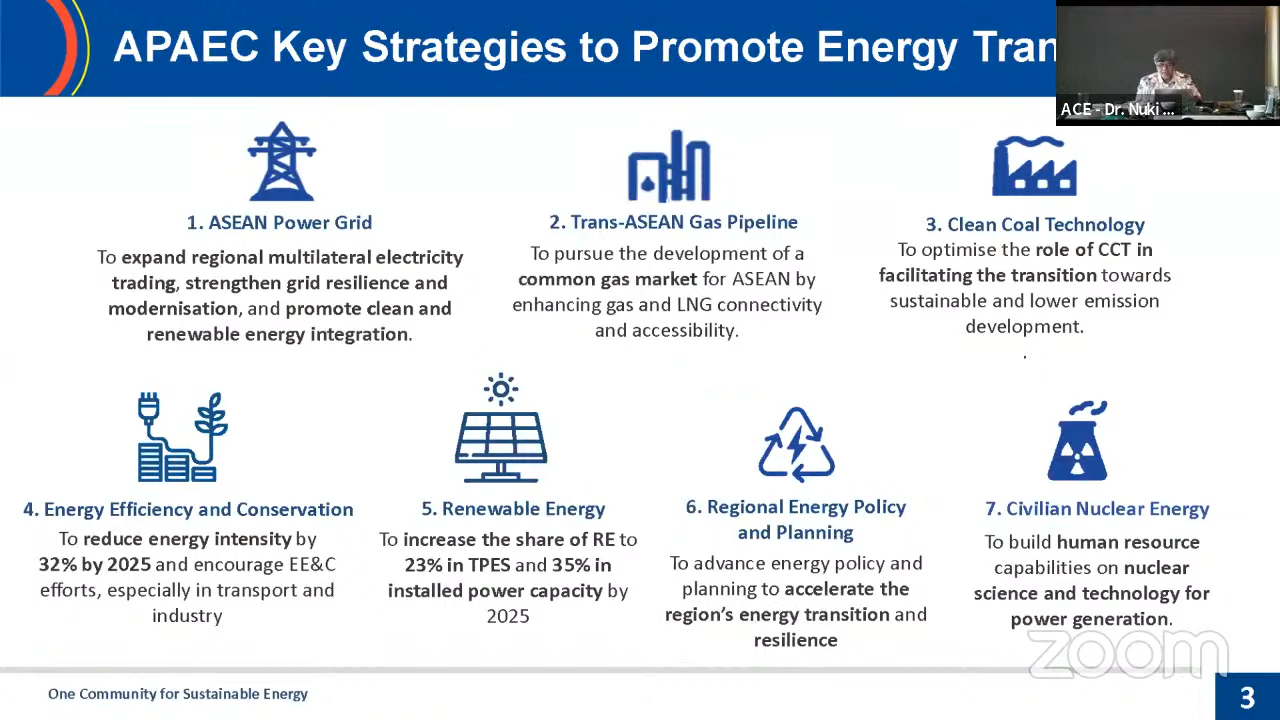 APAEC Key Strategies to Promote Energy Tran
ACE - Dr. Nuki ...
1. ASEAN Power Grid
To expand regional multilateral electricity
trading, strengthen grid resilience and
modernisation, and promote clean and
renewable energy integration.
2. Trans-ASEAN Gas Pipeline
To pursue the development of a
common gas market for ASEAN by
enhancing gas and LNG connectivity
and accessibility.
3. Clean Coal Technology
To optimise the role of CCT in
facilitating the transition towards
sustainable and lower emission
development.
.
4. Energy Efficiency and Conservation
To reduce energy intensity by
32% by 2025 and encourage EE&C
efforts, especially in transport and
industry
5. Renewable Energy
To increase the share of RE to
23% in TPES and 35% in
installed power capacity by
2025
6. Regional Energy Policy
and Planning
To advance energy policy and
planning to accelerate the
region's energy transition and
resilience
7. Civilian Nuclear Energy
To build human resource
capabilities on nuclear
science and technology for
power generation.
zoom
One Community for Sustainable Energy
3